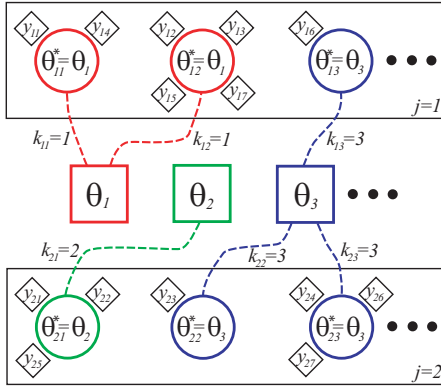 y₁₁ y₁₄ y₁₂ y₁₃ y₁₆
θ*₁₁=θ₁ θ*₁₂=θ₁ θ*₁₃=θ₃
y₁₅ y₁₇
j=1
k₁₁=1 k₁₂=1 k₁₃=3
θ₁ θ₂ θ₃
k₂₁=2 k₂₂=3 k₂₃=3
y₂₁ y₂₂ y₂₃ y₂₄ y₂₆
θ*₂₁=θ₂ θ*₂₂=θ₃ θ*₂₃=θ₃
y₂₅ y₂₇
j=2